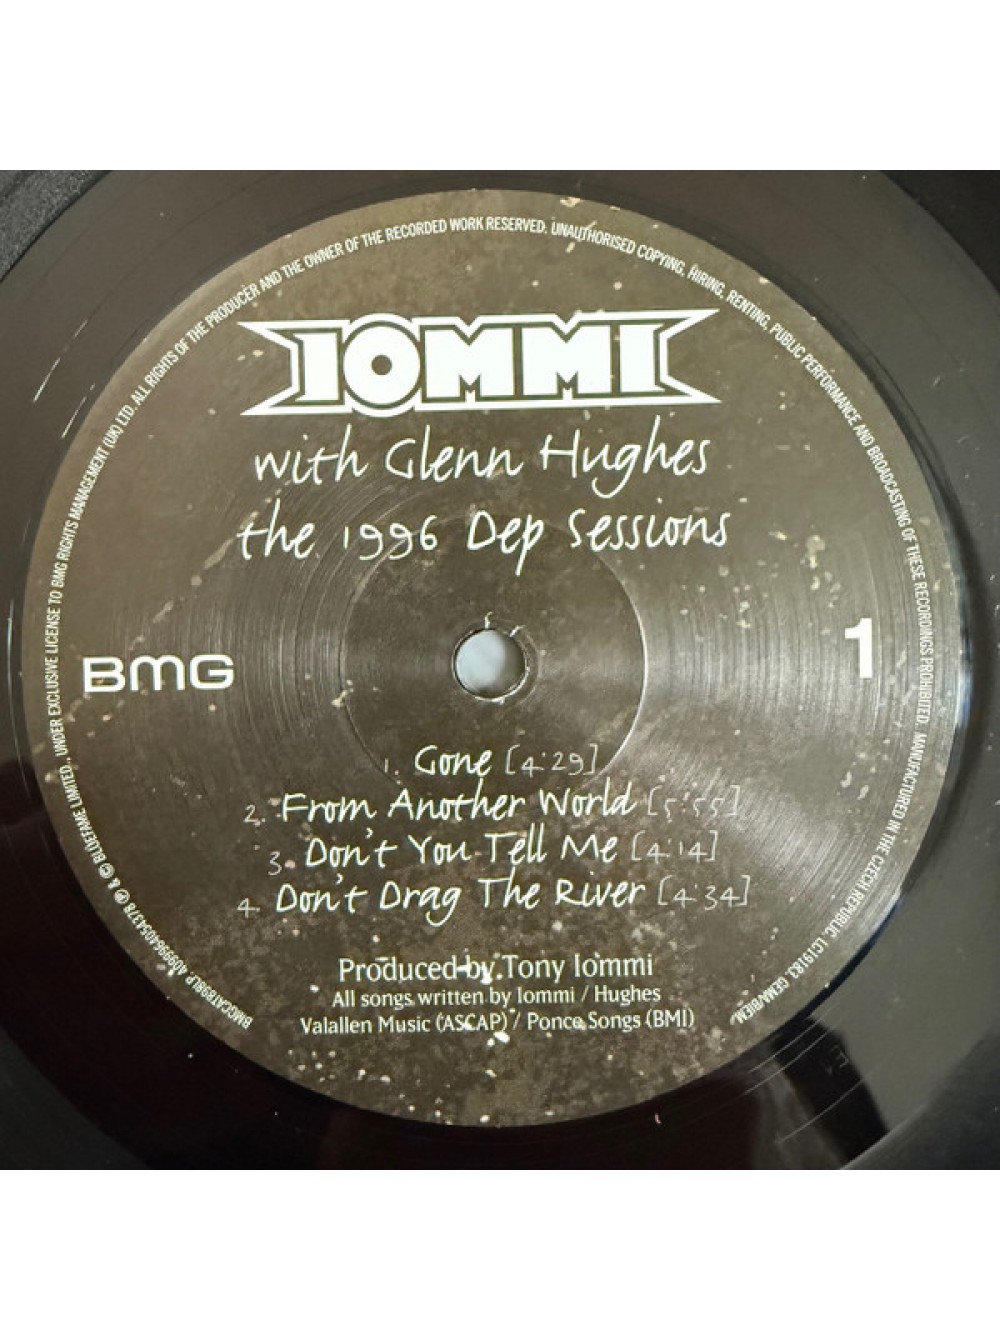 IOMMI
with Glenn Hughes
the 1996 Dep Sessions
BMG
1
1. Gone [4:29]
2. From Another World [5:55]
3. Don't You Tell Me [4:14]
4. Don't Drag The River [4:34]
Produced by Tony Iommi
All songs written by Iommi / Hughes
Valallen Music (ASCAP) / Ponce Songs (BMI)
BMGCAT898LP 4099964054378 ℗ & © BLUEFAME LIMITED., UNDER EXCLUSIVE LICENSE TO BMG RIGHTS MANAGEMENT (UK) LTD. ALL RIGHTS OF THE PRODUCER AND THE OWNER OF THE RECORDED WORK RESERVED. UNAUTHORISED COPYING, HIRING, RENTING, PUBLIC PERFORMANCE AND BROADCASTING OF THESE RECORDINGS PROHIBITED. MANUFACTURED IN THE CZECH REPUBLIC. LC19183. GEMA/BIEM.